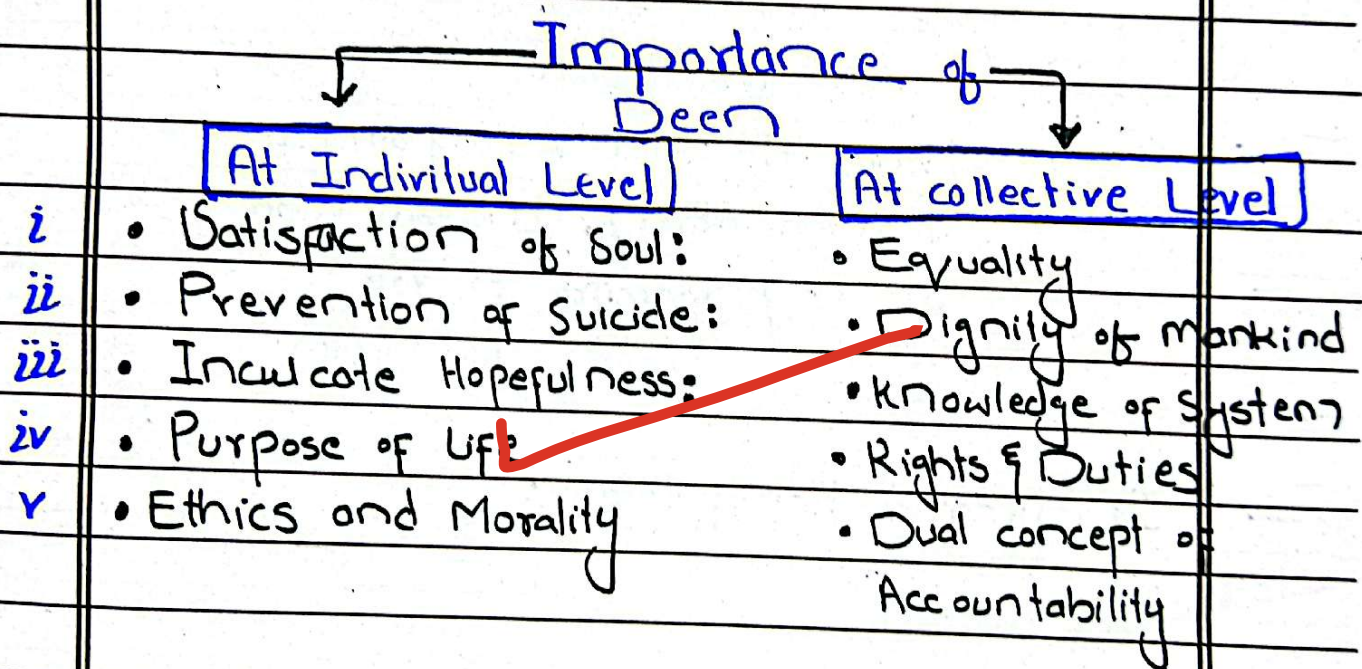 Importance of
Deen
At Indivitual Level
At collective Level
i • Satisfaction of Soul:
• Equality
ii • Prevention of Suicide:
• Dignity of Mankind
iii • Inculcate Hopefulness:
• Knowledge of System
iv • Purpose of Life
• Rights & Duties
v • Ethics and Morality
• Dual concept of
Accountability